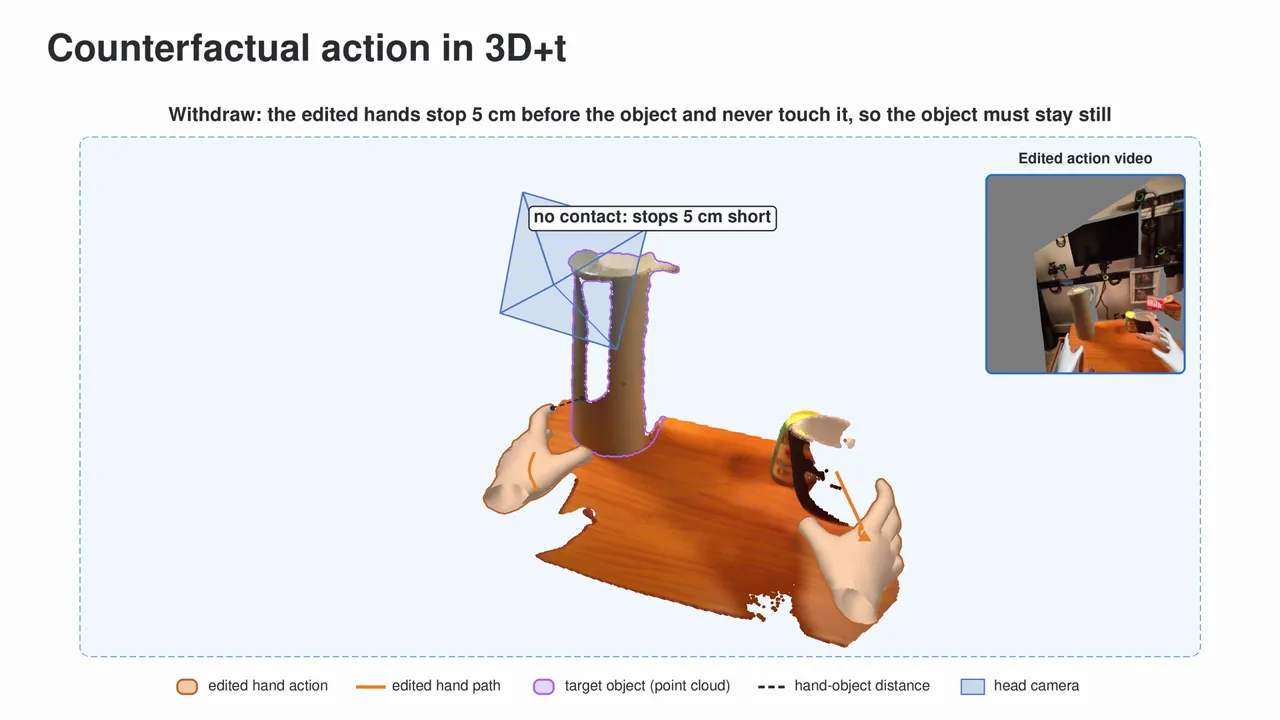 Counterfactual action in 3D+t
Withdraw: the edited hands stop 5 cm before the object and never touch it, so the object must stay still
Edited action video
no contact: stops 5 cm short
edited hand action
edited hand path
target object (point cloud)
hand-object distance
head camera